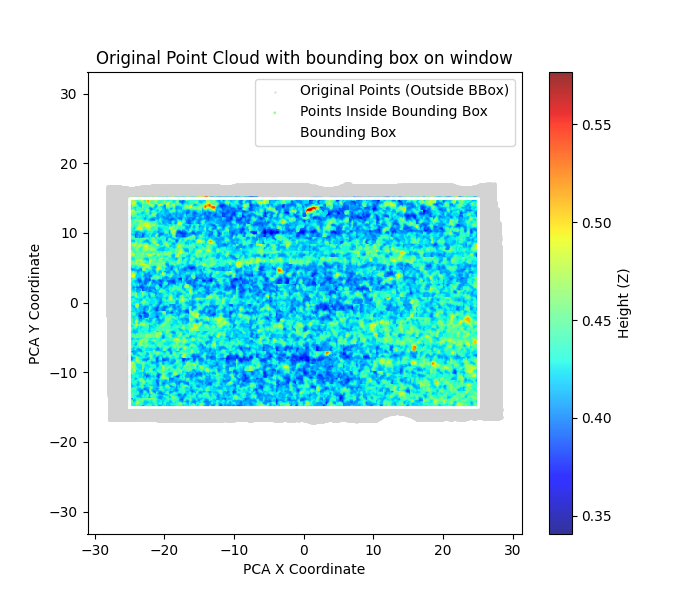 Original Point Cloud with bounding box on window
Original Points (Outside BBox)
Points Inside Bounding Box
Bounding Box
30
20
10
0
−10
−20
−30
PCA Y Coordinate
−30
−20
−10
0
10
20
30
PCA X Coordinate
0.55
0.50
0.45
0.40
0.35
Height (Z)